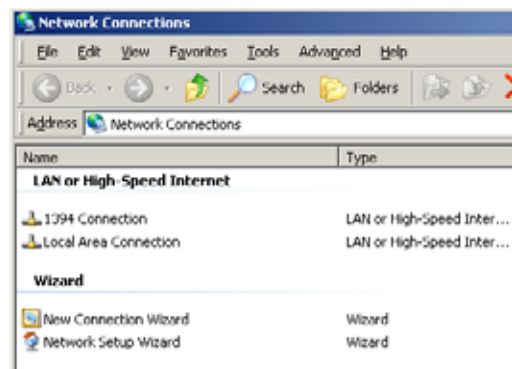 Network Connections
File Edit View Favorites Tools Advanced Help
Back Search Folders
Address Network Connections
Name Type
LAN or High-Speed Internet
1394 Connection LAN or High-Speed Inter...
Local Area Connection LAN or High-Speed Inter...
Wizard
New Connection Wizard Wizard
Network Setup Wizard Wizard